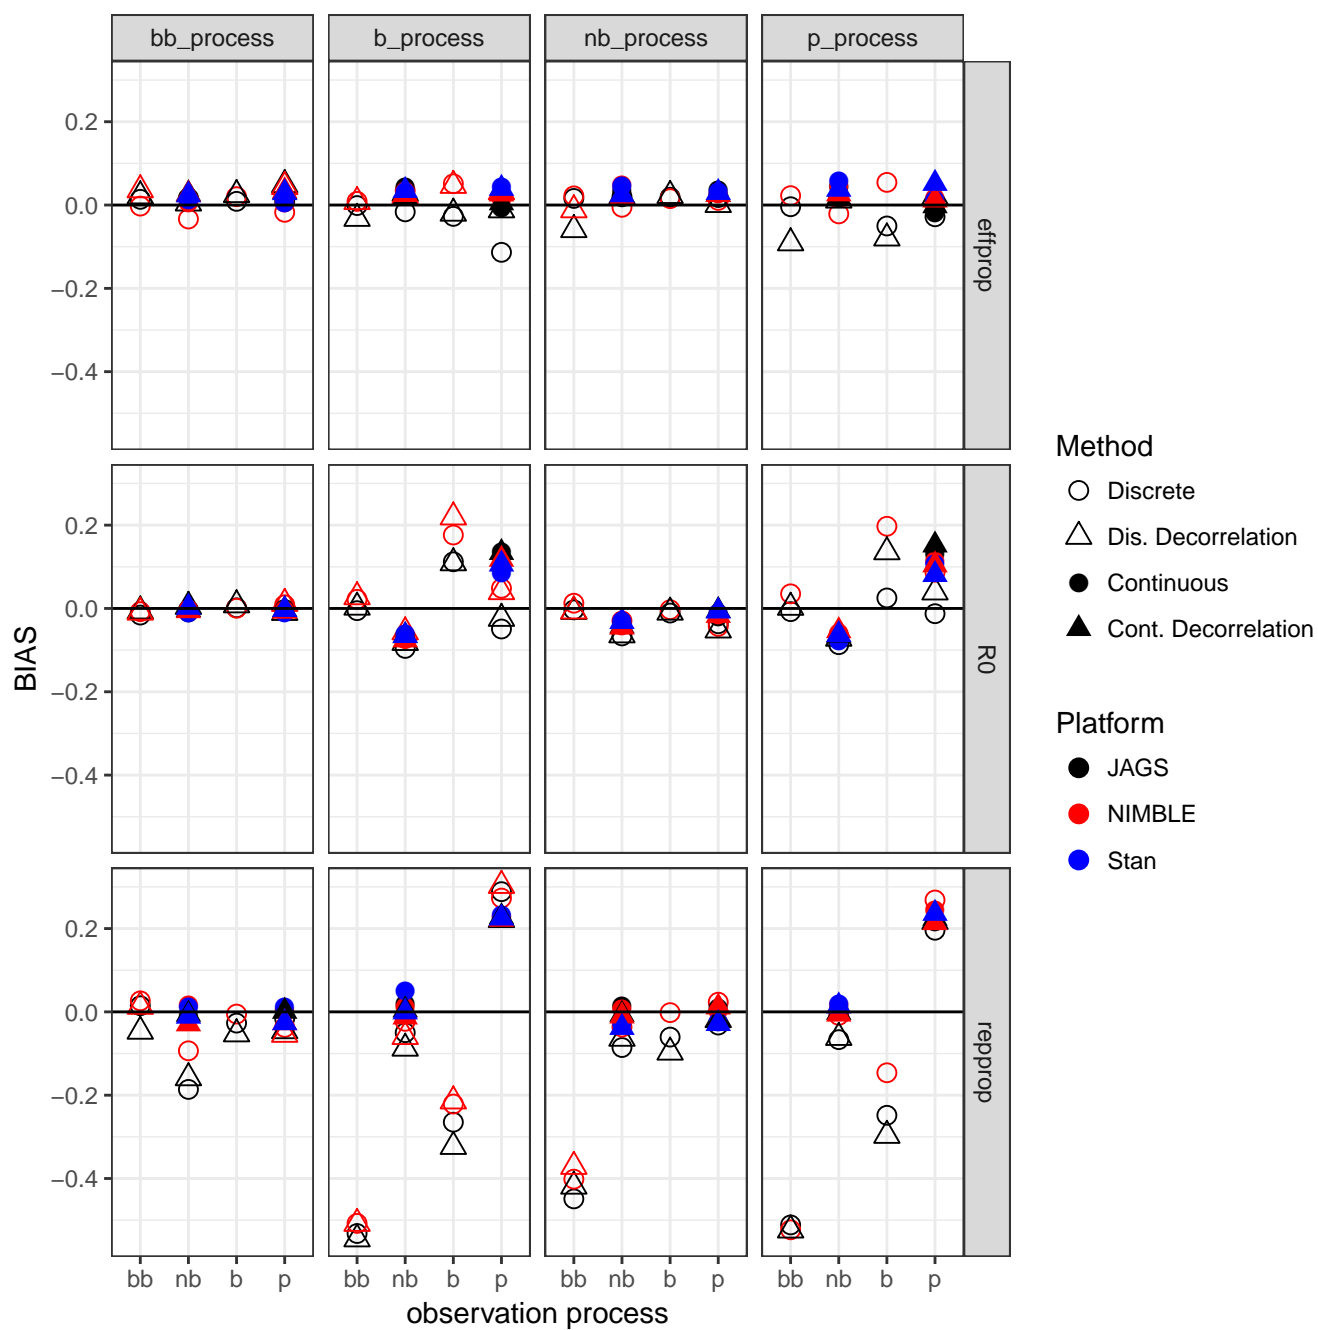 bb_process b_process nb_process p_process
0.2
0.0
−0.2
−0.4
effprop
0.2
0.0
−0.2
−0.4
R0
0.2
0.0
−0.2
−0.4
repprop
BIAS
bb nb b p bb nb b p bb nb b p bb nb b p
observation process
Method
Discrete
Dis. Decorrelation
Continuous
Cont. Decorrelation
Platform
JAGS
NIMBLE
Stan